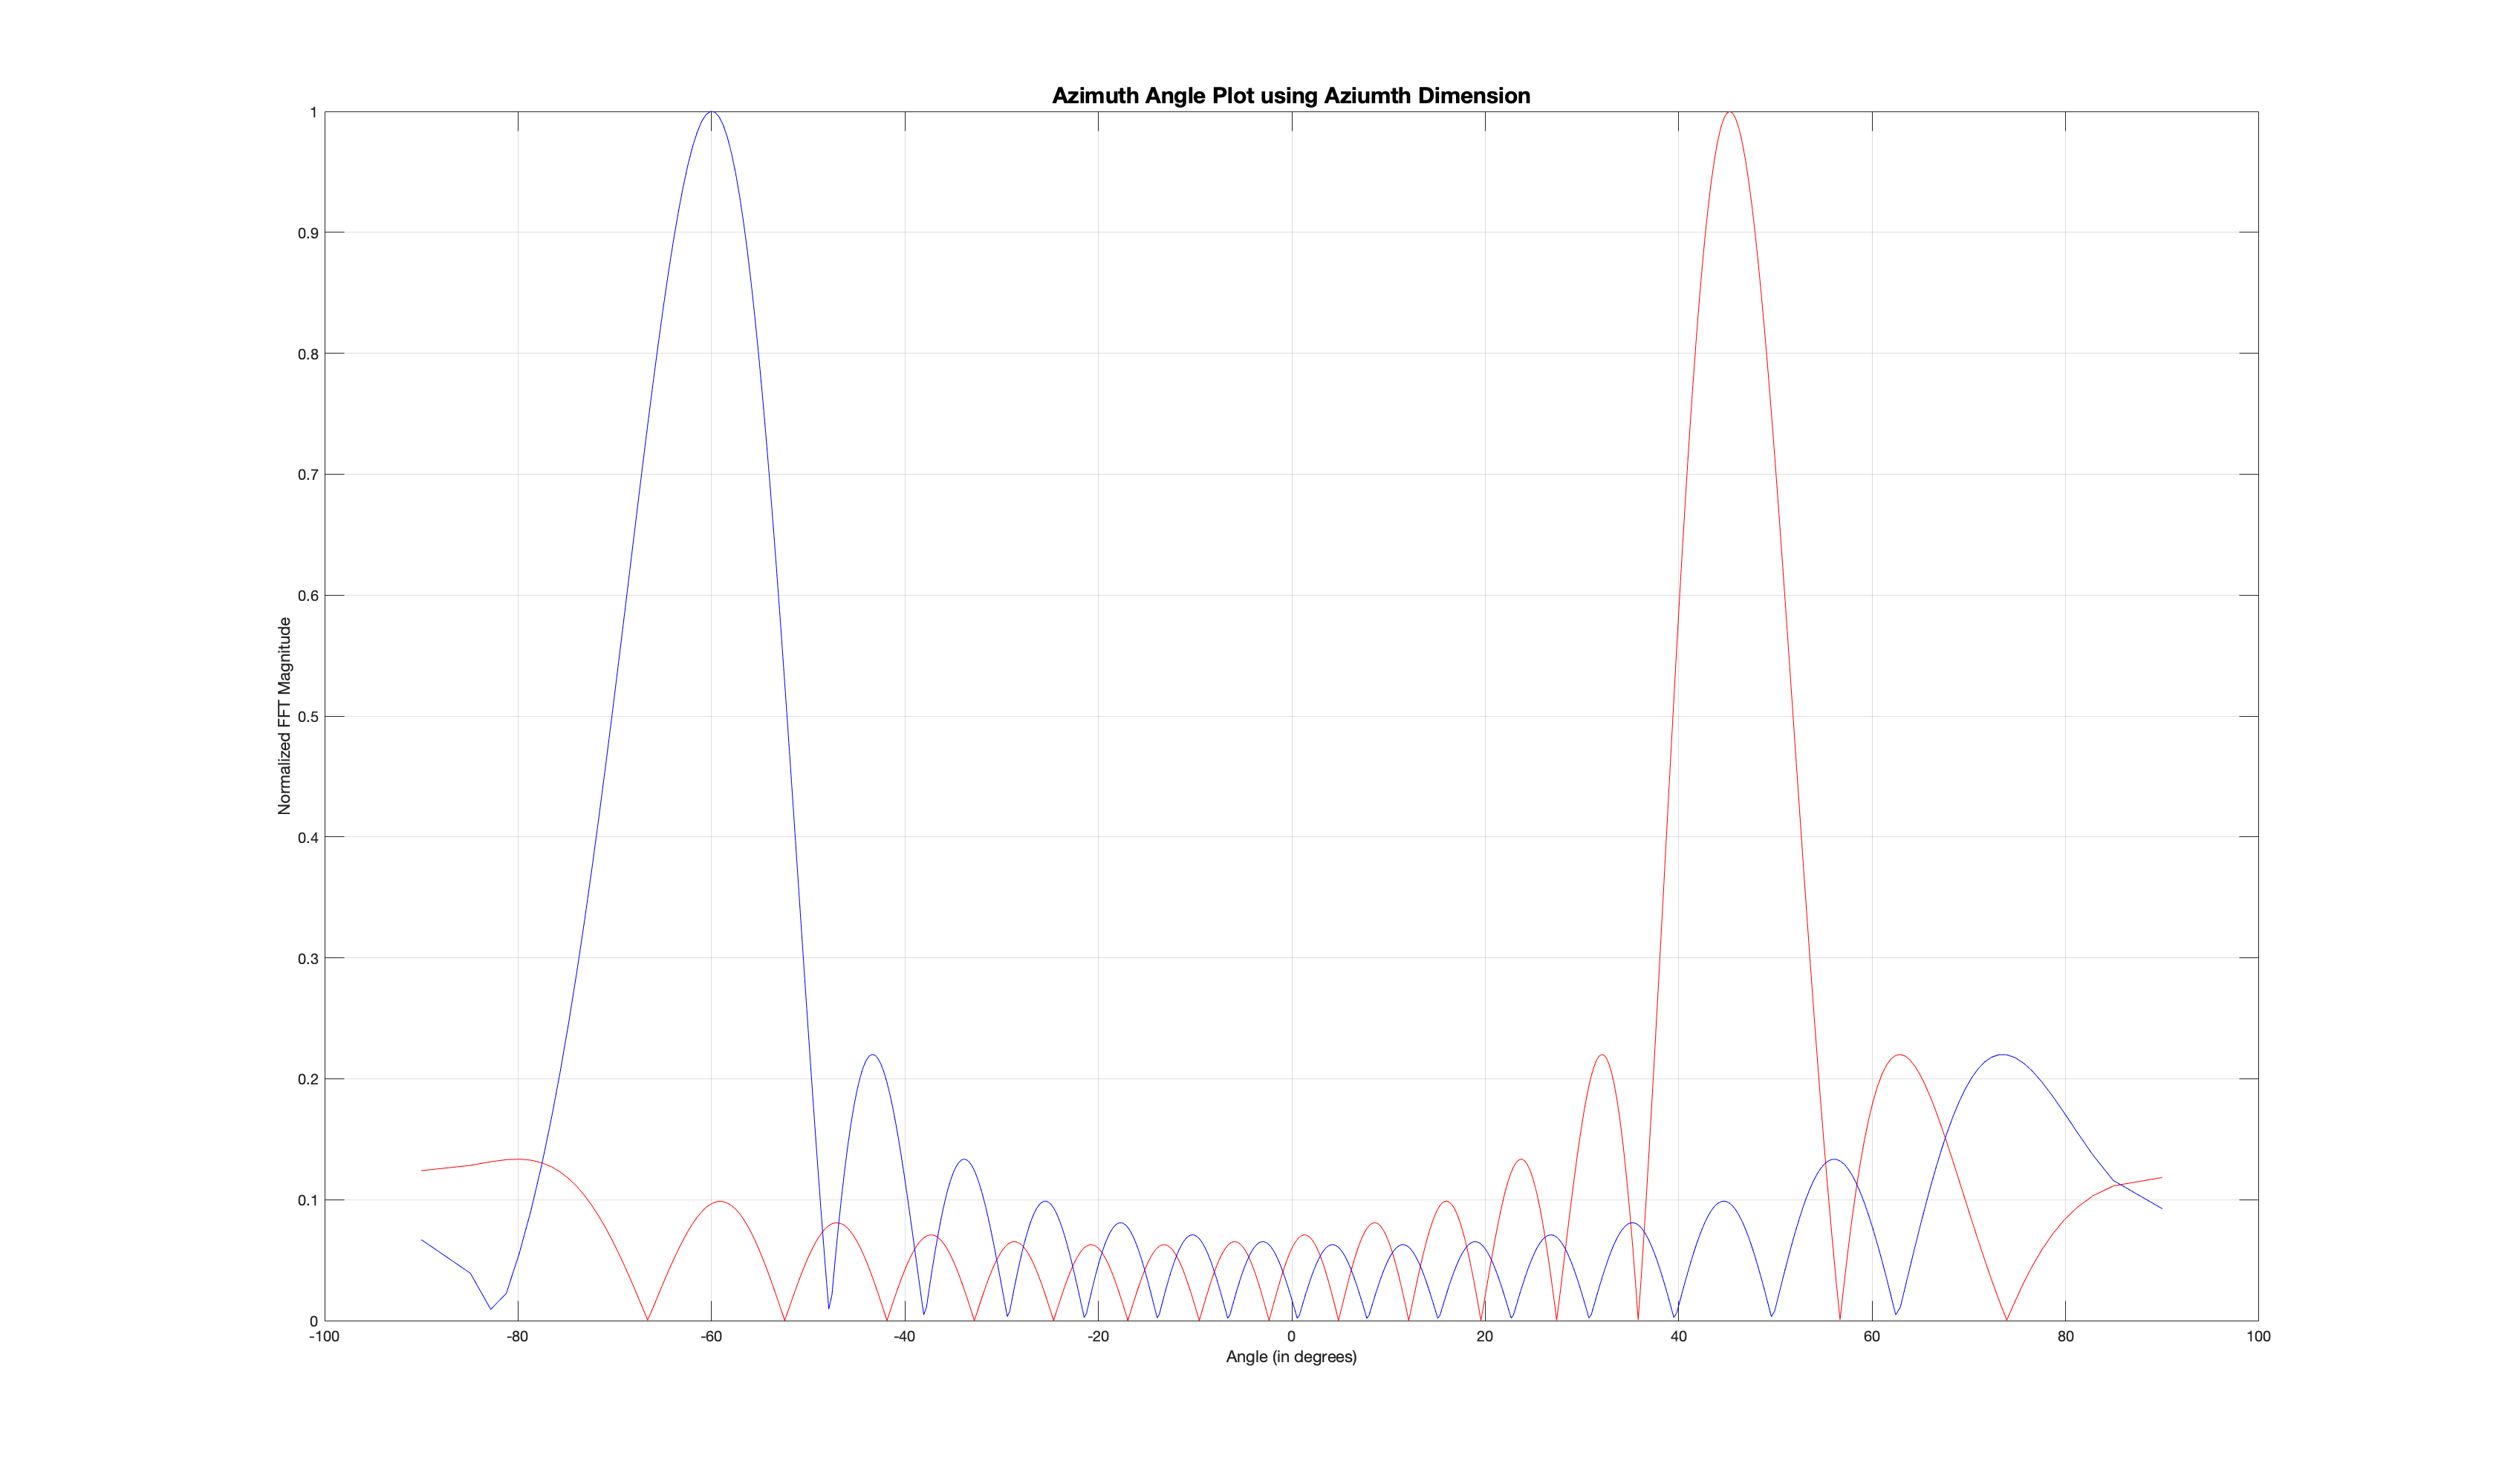 Azimuth Angle Plot using Aziumth Dimension
1
0.9
0.8
0.7
0.6
0.5
0.4
0.3
0.2
0.1
0
Normalized FFT Magnitude
-100 -80 -60 -40 -20 0 20 40 60 80 100
Angle (in degrees)